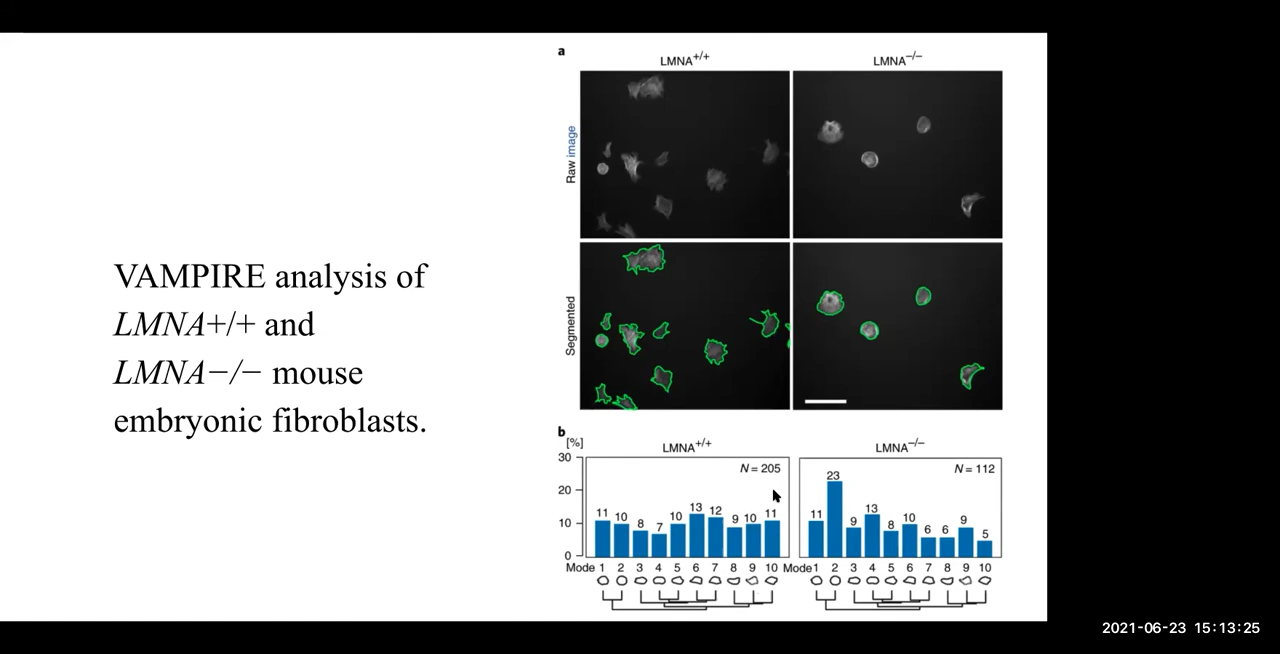 VAMPIRE analysis of
LMNA+/+ and
LMNA−/− mouse
embryonic fibroblasts.
a
LMNA+/+
LMNA−/−
Raw image
Segmented
b
[%]
LMNA+/+
LMNA−/−
30
20
10
0
N = 205
11 10 8 7 10 13 12 9 10 11
Mode 1 2 3 4 5 6 7 8 9 10
N = 112
11 23 9 13 8 10 6 6 9 5
Mode1 2 3 4 5 6 7 8 9 10
2021-06-23 15:13:25